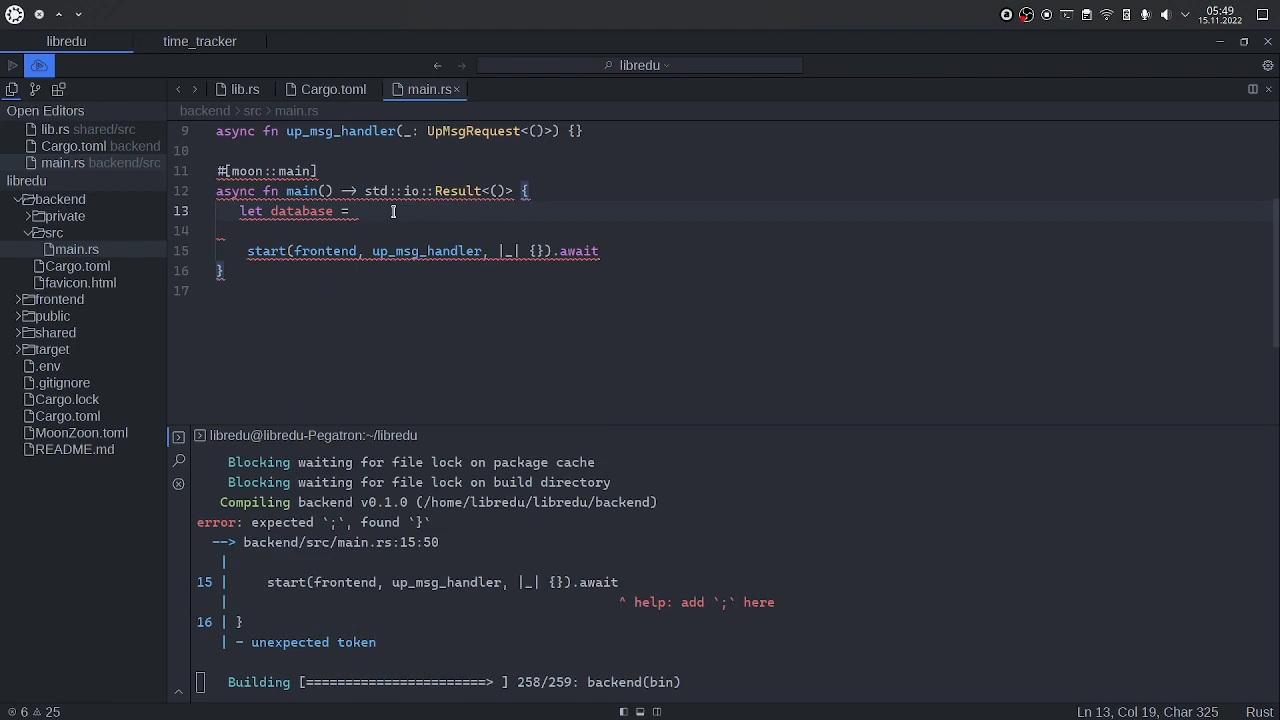 05:49
15.11.2022
libredu
time_tracker
libredu
lib.rs
Cargo.toml
main.rs×
Open Editors
lib.rs shared/src
Cargo.toml backend
main.rs backend/src
libredu
backend
private
src
main.rs
Cargo.toml
favicon.html
frontend
public
shared
target
.env
.gitignore
Cargo.lock
Cargo.toml
MoonZoon.toml
README.md
backend > src > main.rs
9 async fn up_msg_handler(_: UpMsgRequest<()>) {}
10
11 #[moon::main]
12 async fn main() -> std::io::Result<()> {
13 let database =
14
15 start(frontend, up_msg_handler, |_| {}).await
16 }
17
libredu@libredu-Pegatron:~/libredu
Blocking waiting for file lock on package cache
Blocking waiting for file lock on build directory
Compiling backend v0.1.0 (/home/libredu/libredu/backend)
error: expected `;`, found `}`
--> backend/src/main.rs:15:50
|
15 | start(frontend, up_msg_handler, |_| {}).await
| ^ help: add `;` here
16 | }
| - unexpected token
Building [=======================> ] 258/259: backend(bin)
6 25
Ln 13, Col 19, Char 325
Rust